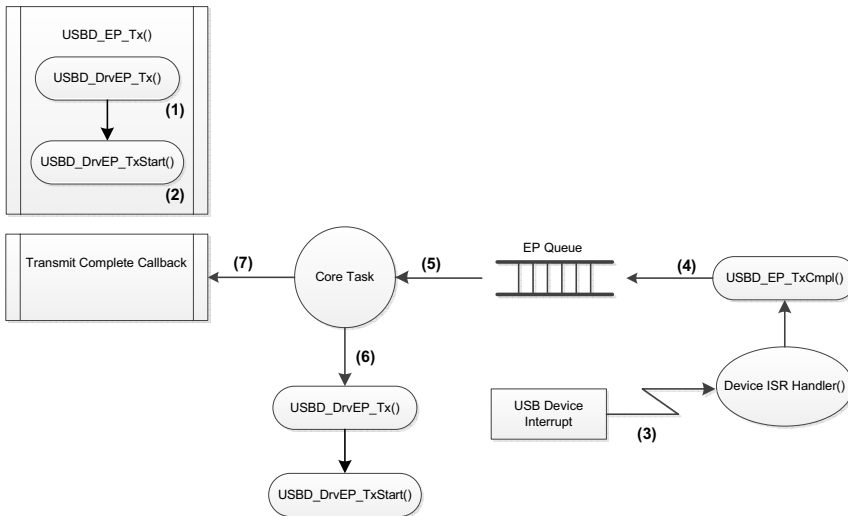 USBD_EP_Tx()
USBD_DrvEP_Tx()
(1)
USBD_DrvEP_TxStart()
(2)
Transmit Complete Callback
(7)
Core Task
(5)
EP Queue
(4)
USBD_EP_TxCmpl()
(6)
USBD_DrvEP_Tx()
USBD_DrvEP_TxStart()
USB Device
Interrupt
(3)
Device ISR Handler()